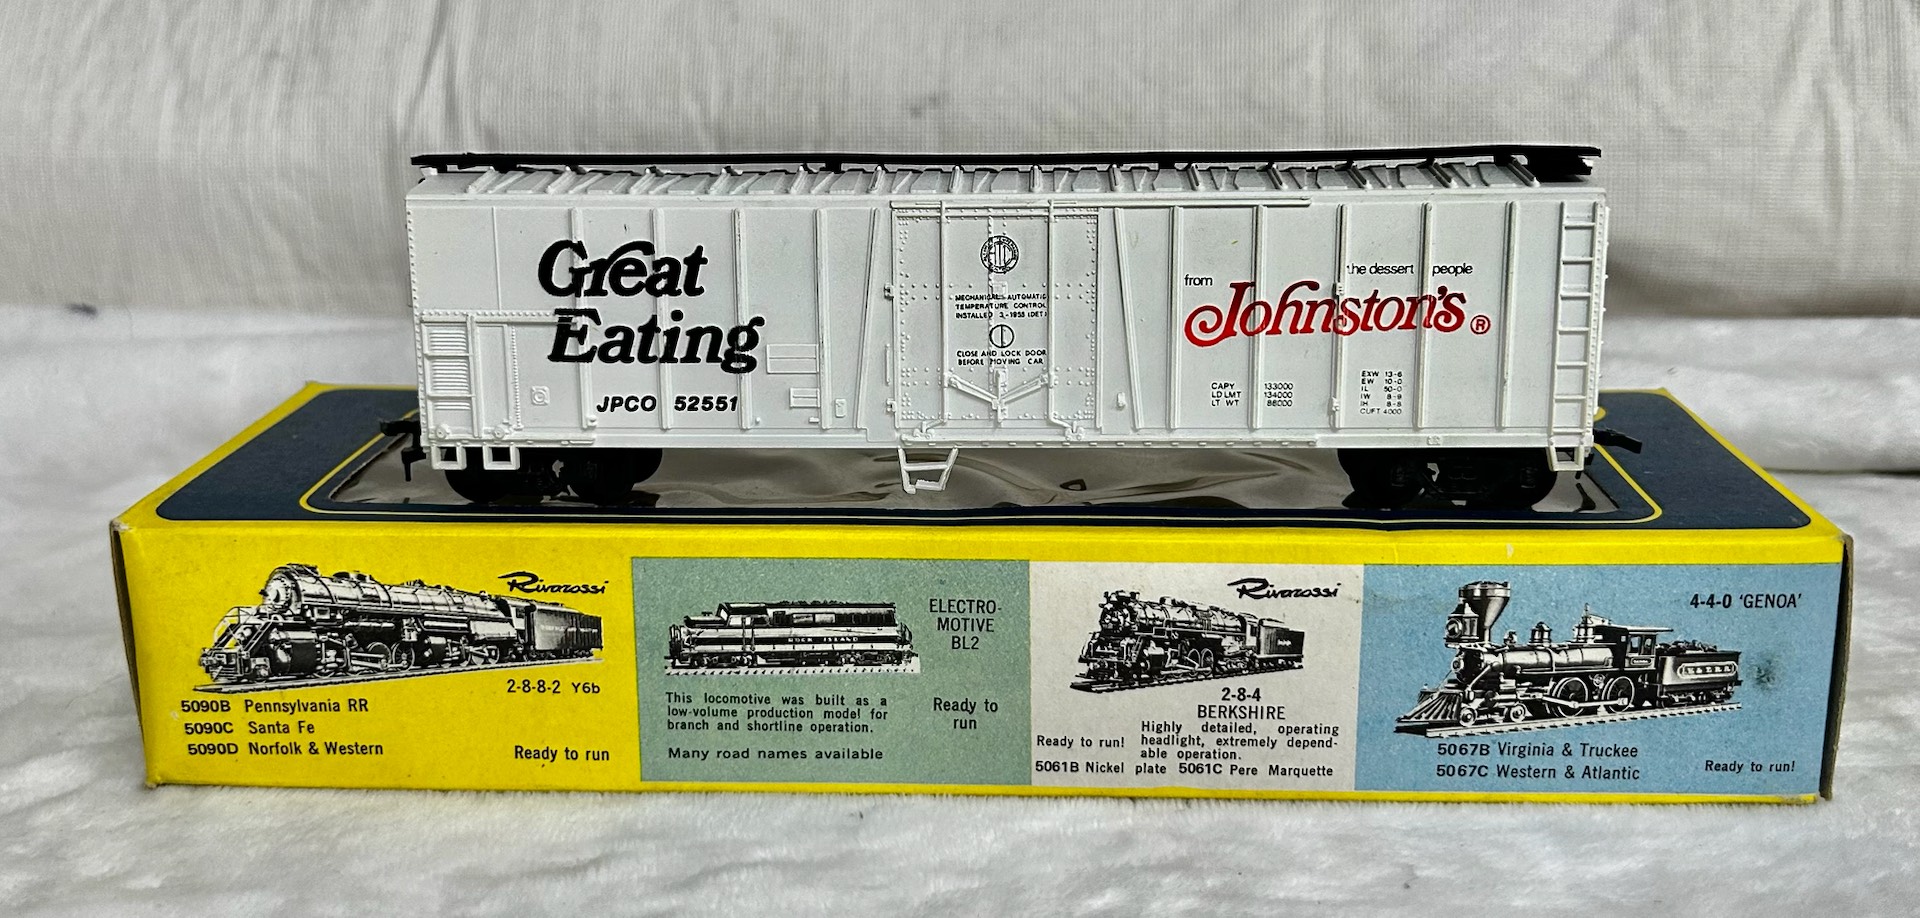 Great
Eating
JPCO 52551
MECHANICAL AUTOMATIC
TEMPERATURE CONTROL
INSTALLED 3-1955 (DET)
CLOSE AND LOCK DOOR
BEFORE MOVING CAR
the dessert people
from
Johnston's®
CAPY 133000
LD LMT 134000
LT WT 86000
EXW 13-6
EW 10-0
IL 50-0
IW 8-9
IH 8-8
CUFT 4000
Rivarossi
2-8-8-2 Y6b
5090B Pennsylvania RR
5090C Santa Fe
5090D Norfolk & Western
Ready to run
ROCK ISLAND
ELECTRO-
MOTIVE
BL2
This locomotive was built as a
low-volume production model for
branch and shortline operation.
Many road names available
Ready to
run
Rivarossi
2-8-4
BERKSHIRE
Highly detailed, operating
headlight, extremely depend-
able operation.
Ready to run!
5061B Nickel plate 5061C Pere Marquette
4-4-0 'GENOA'
5067B Virginia & Truckee
5067C Western & Atlantic
Ready to run!